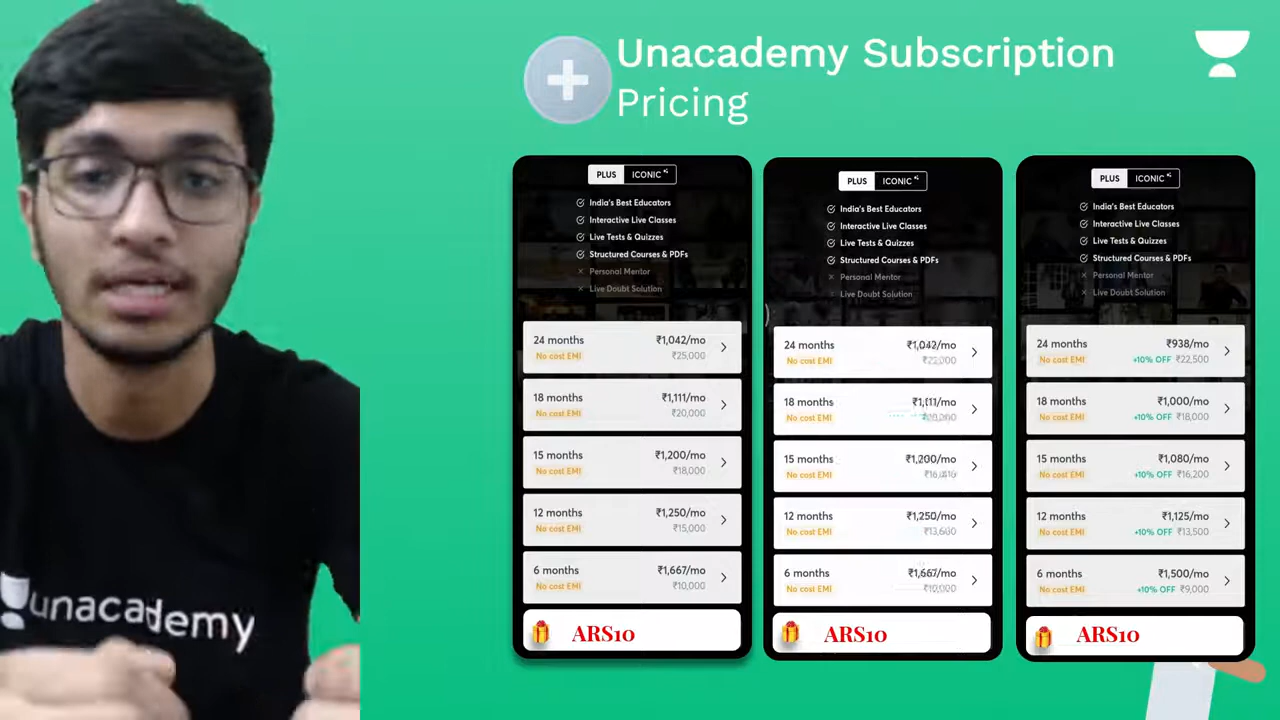 Unacademy Subscription
Pricing
PLUS ICONIC
India's Best Educators
Interactive Live Classes
Live Tests & Quizzes
Structured Courses & PDFs
Personal Mentor
Live Doubt Solution
24 months ₹1,042/mo
No cost EMI ₹25,000
18 months ₹1,111/mo
No cost EMI ₹20,000
15 months ₹1,200/mo
No cost EMI ₹18,000
12 months ₹1,250/mo
No cost EMI ₹15,000
6 months ₹1,667/mo
No cost EMI ₹10,000
ARS10
PLUS ICONIC
India's Best Educators
Interactive Live Classes
Live Tests & Quizzes
Structured Courses & PDFs
Personal Mentor
Live Doubt Solution
24 months ₹1,042/mo
No cost EMI
18 months ₹1,111/mo
No cost EMI
15 months ₹1,200/mo
No cost EMI
12 months ₹1,250/mo
No cost EMI
6 months ₹1,667/mo
No cost EMI
ARS10
PLUS ICONIC
India's Best Educators
Interactive Live Classes
Live Tests & Quizzes
Structured Courses & PDFs
Personal Mentor
Live Doubt Solution
24 months ₹938/mo
No cost EMI +10% OFF ₹22,500
18 months ₹1,000/mo
No cost EMI +10% OFF ₹18,000
15 months ₹1,080/mo
No cost EMI +10% OFF ₹16,200
12 months ₹1,125/mo
No cost EMI +10% OFF ₹13,500
6 months ₹1,500/mo
No cost EMI +10% OFF ₹9,000
ARS10
unacademy